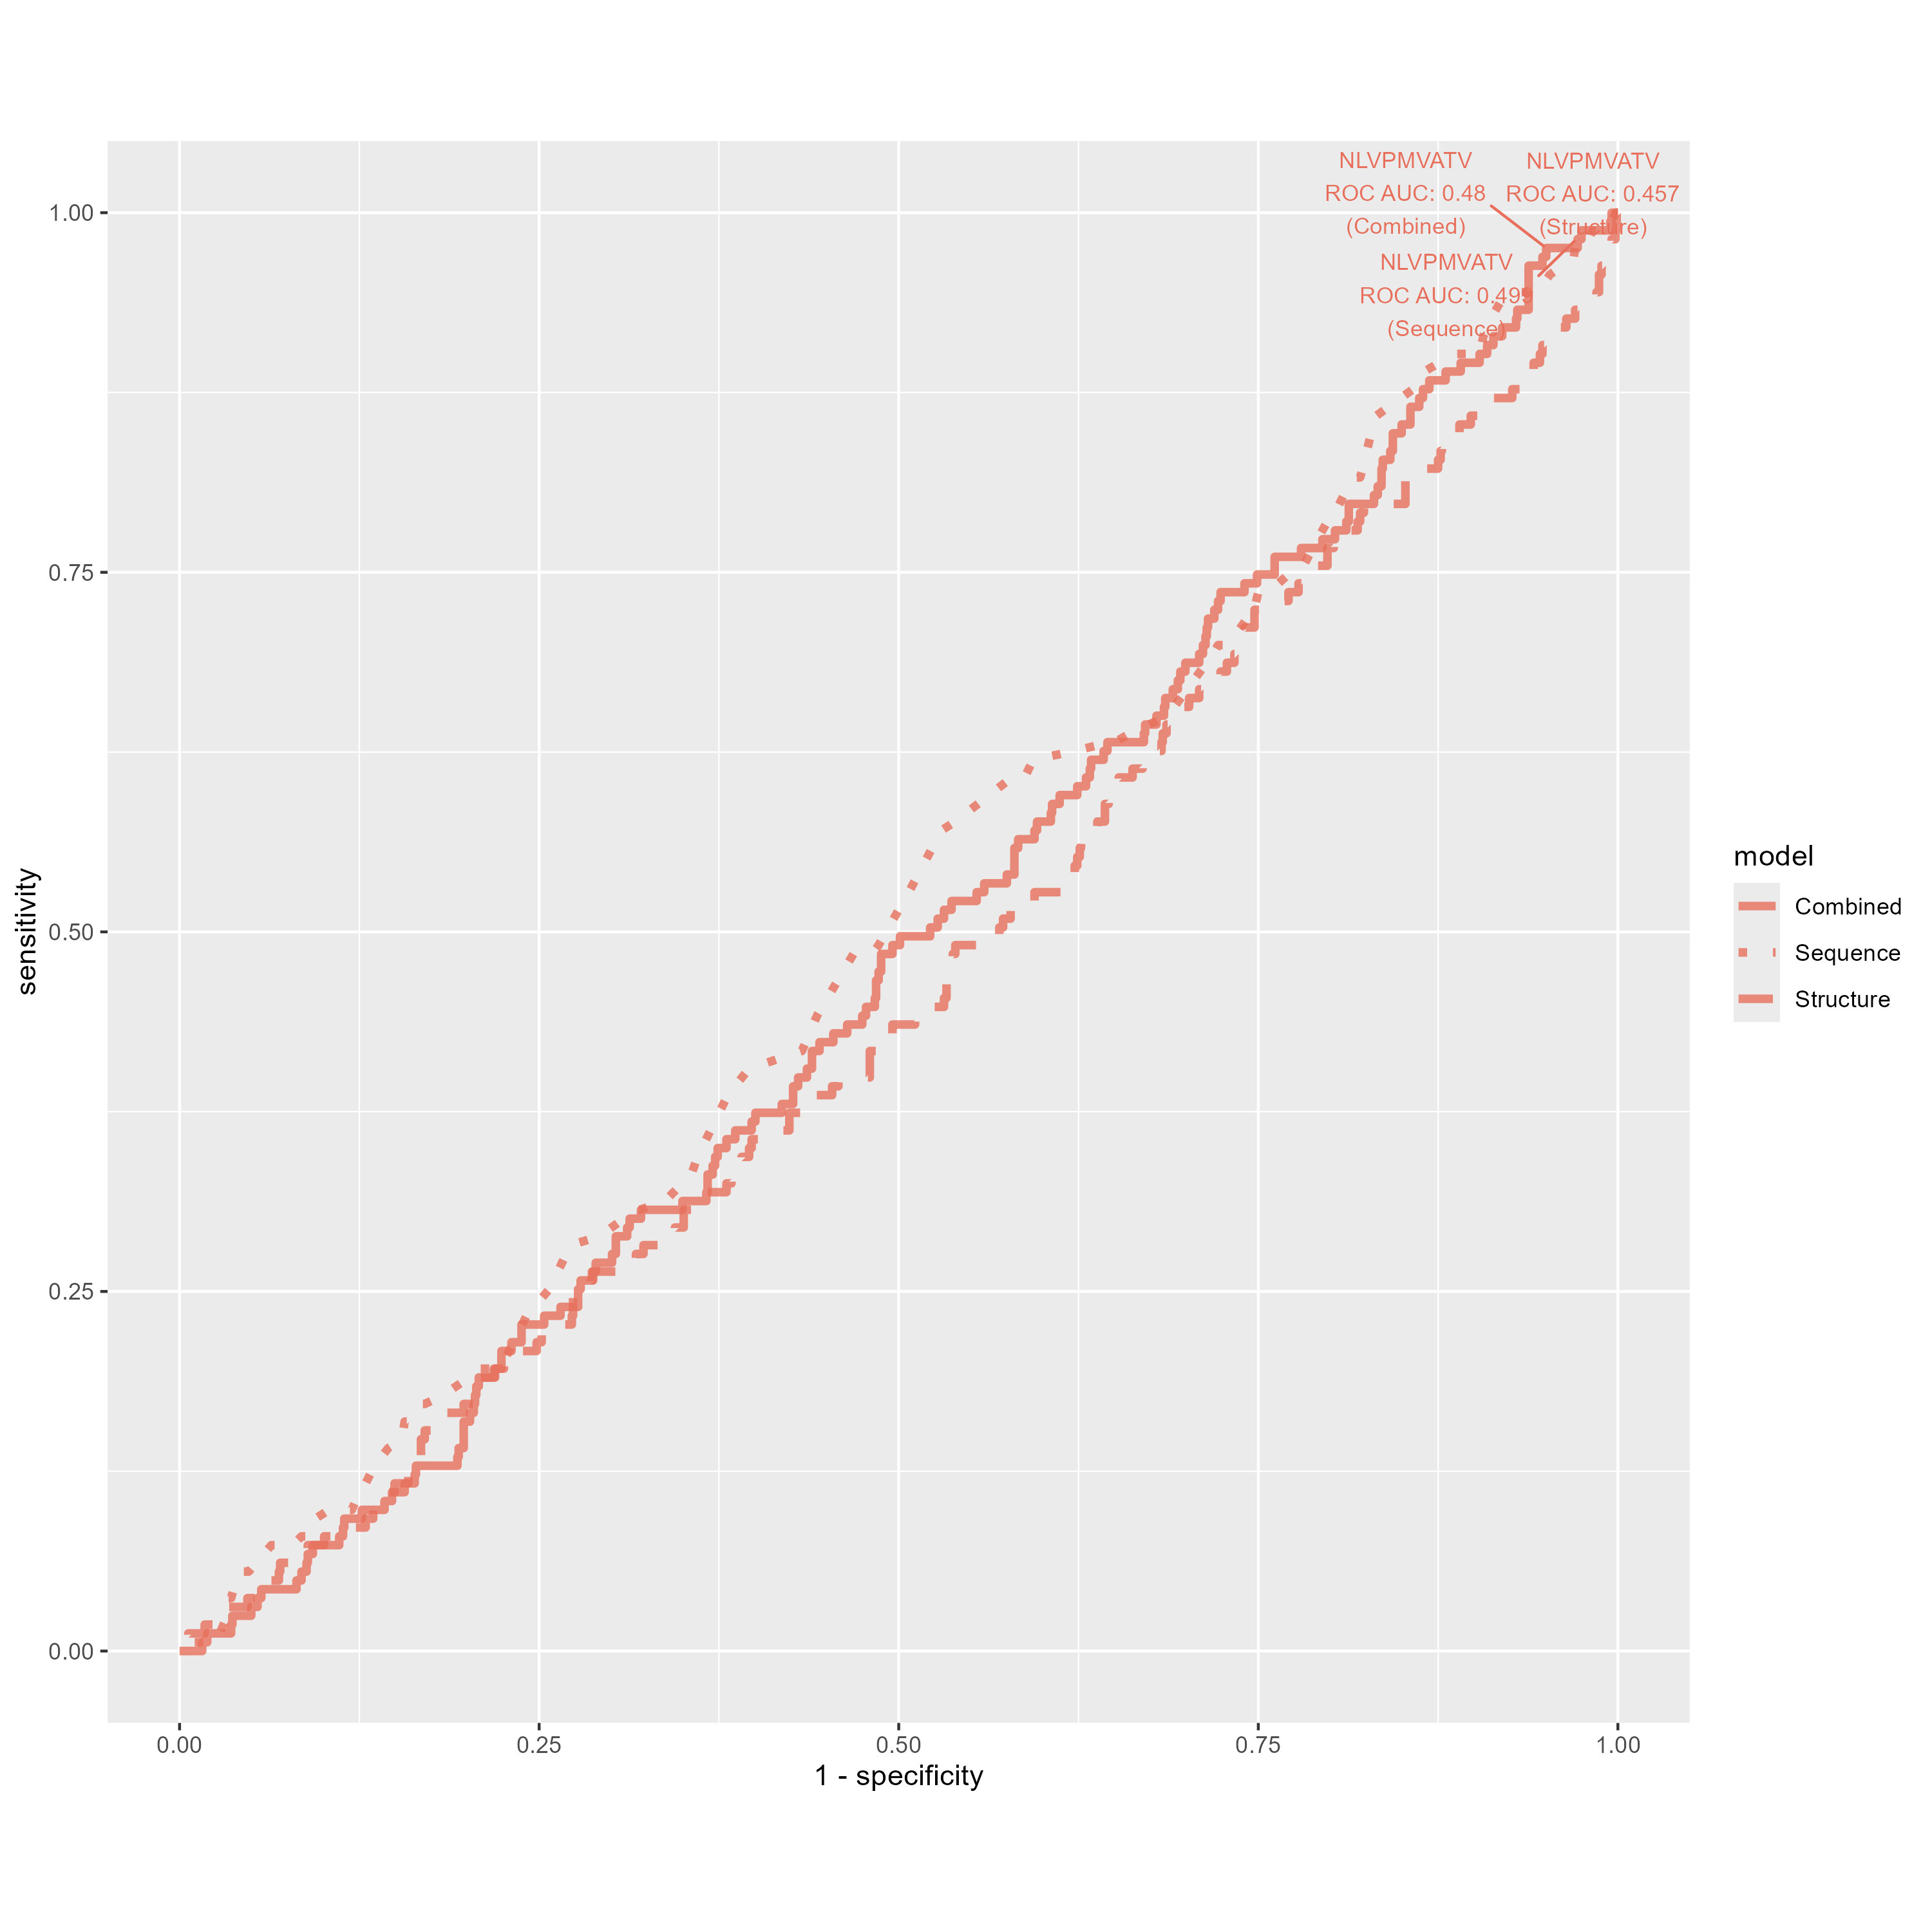 NLVPMVATV
ROC AUC: 0.48
(Combined)
NLVPMVATV
ROC AUC: 0.457
(Structure)
NLVPMVATV
ROC AUC:
(Sequence)
1.00
0.75
0.50
0.25
0.00
sensitivity
0.00
0.25
0.50
0.75
1.00
1 - specificity
model
Combined
Sequence
Structure